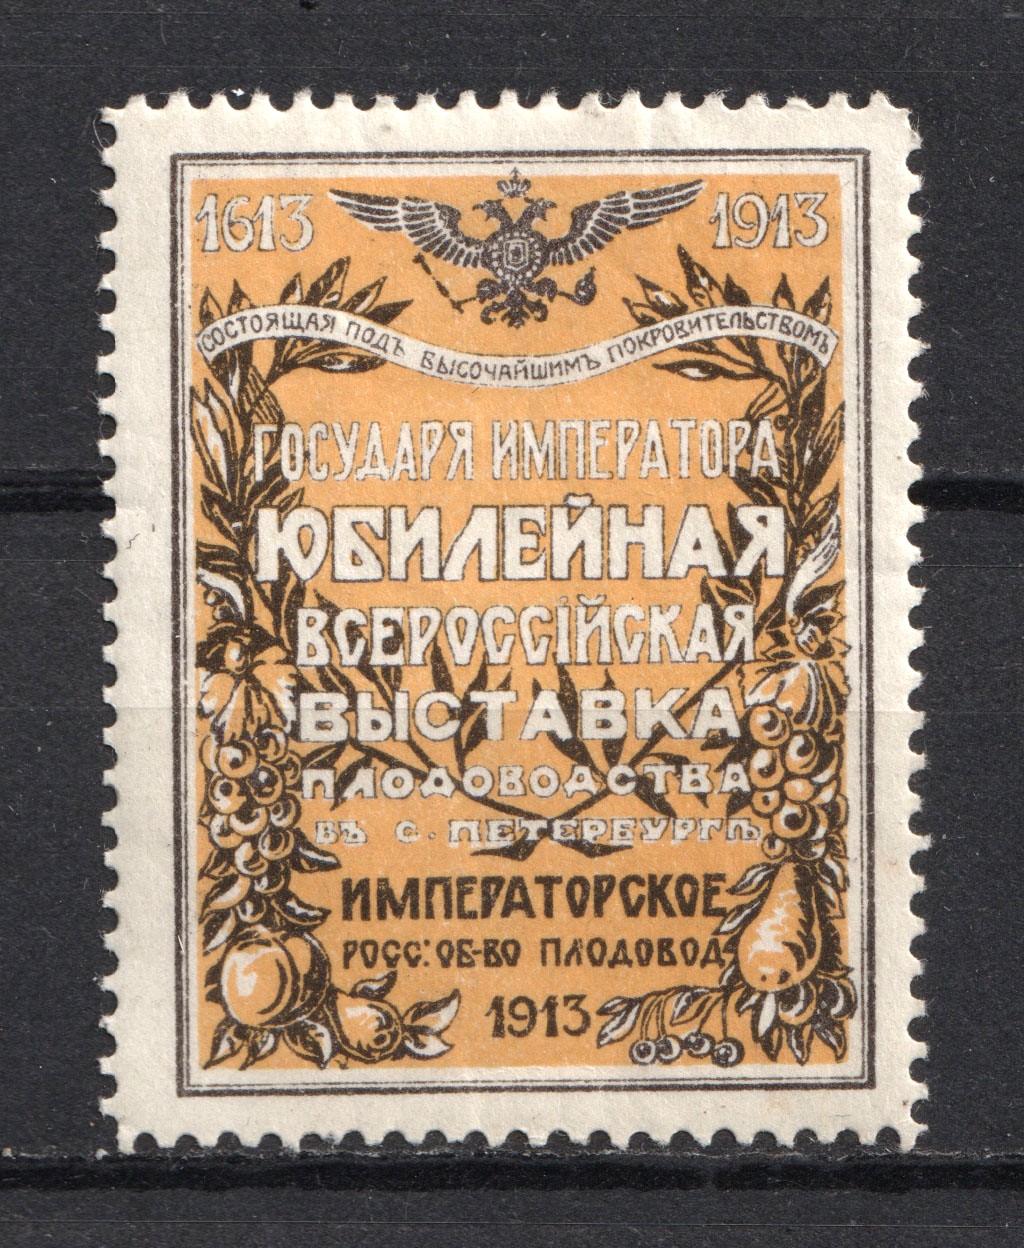 1613 1913
СОСТОЯЩАЯ ПОДЪ ВЫСОЧАЙШИМЪ ПОКРОВИТЕЛЬСТВОМЪ
ГОСУДАРЯ ИМПЕРАТОРА
ЮБИЛЕЙНАЯ
ВСЕРОССІЙСКАЯ
ВЫСТАВКА
ПЛОДОВОДСТВА
ВЪ С. ПЕТЕРБУРГѢ
ИМПЕРАТОРСКОЕ
РОСС: ОБ-ВО ПЛОДОВОД
1913